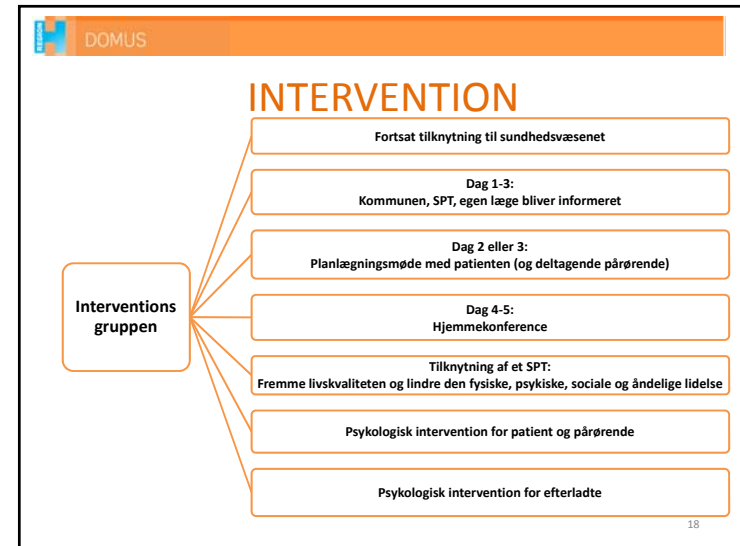 REGION
DOMUS
INTERVENTION
Fortsat tilknytning til sundhedsvæsenet
Dag 1-3:
Kommunen, SPT, egen læge bliver informeret
Dag 2 eller 3:
Planlægningsmøde med patienten (og deltagende pårørende)
Interventions
gruppen
Dag 4-5:
Hjemmekonference
Tilknytning af et SPT:
Fremme livskvaliteten og lindre den fysiske, psykiske, sociale og åndelige lidelse
Psykologisk intervention for patient og pårørende
Psykologisk intervention for efterladte
18